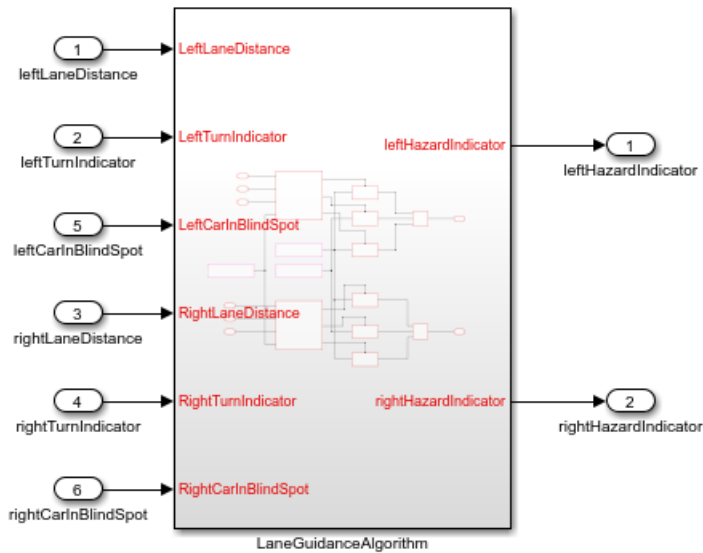 1
leftLaneDistance
2
leftTurnIndicator
5
leftCarInBlindSpot
3
rightLaneDistance
4
rightTurnIndicator
6
rightCarInBlindSpot
LeftLaneDistance
LeftTurnIndicator
LeftCarInBlindSpot
RightLaneDistance
RightTurnIndicator
RightCarInBlindSpot
leftHazardIndicator
rightHazardIndicator
LaneGuidanceAlgorithm
1
leftHazardIndicator
2
rightHazardIndicator